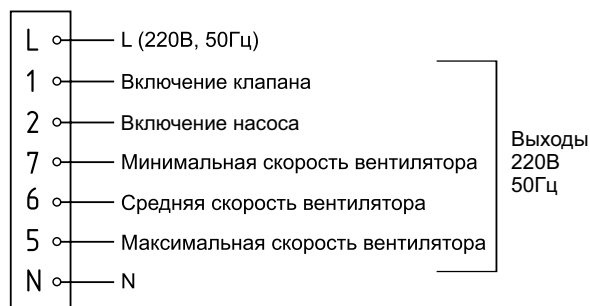 L L (220В, 50Гц)
1 Включение клапана
2 Включение насоса
7 Минимальная скорость вентилятора
6 Средняя скорость вентилятора
5 Максимальная скорость вентилятора
N N
Выходы
220В
50Гц